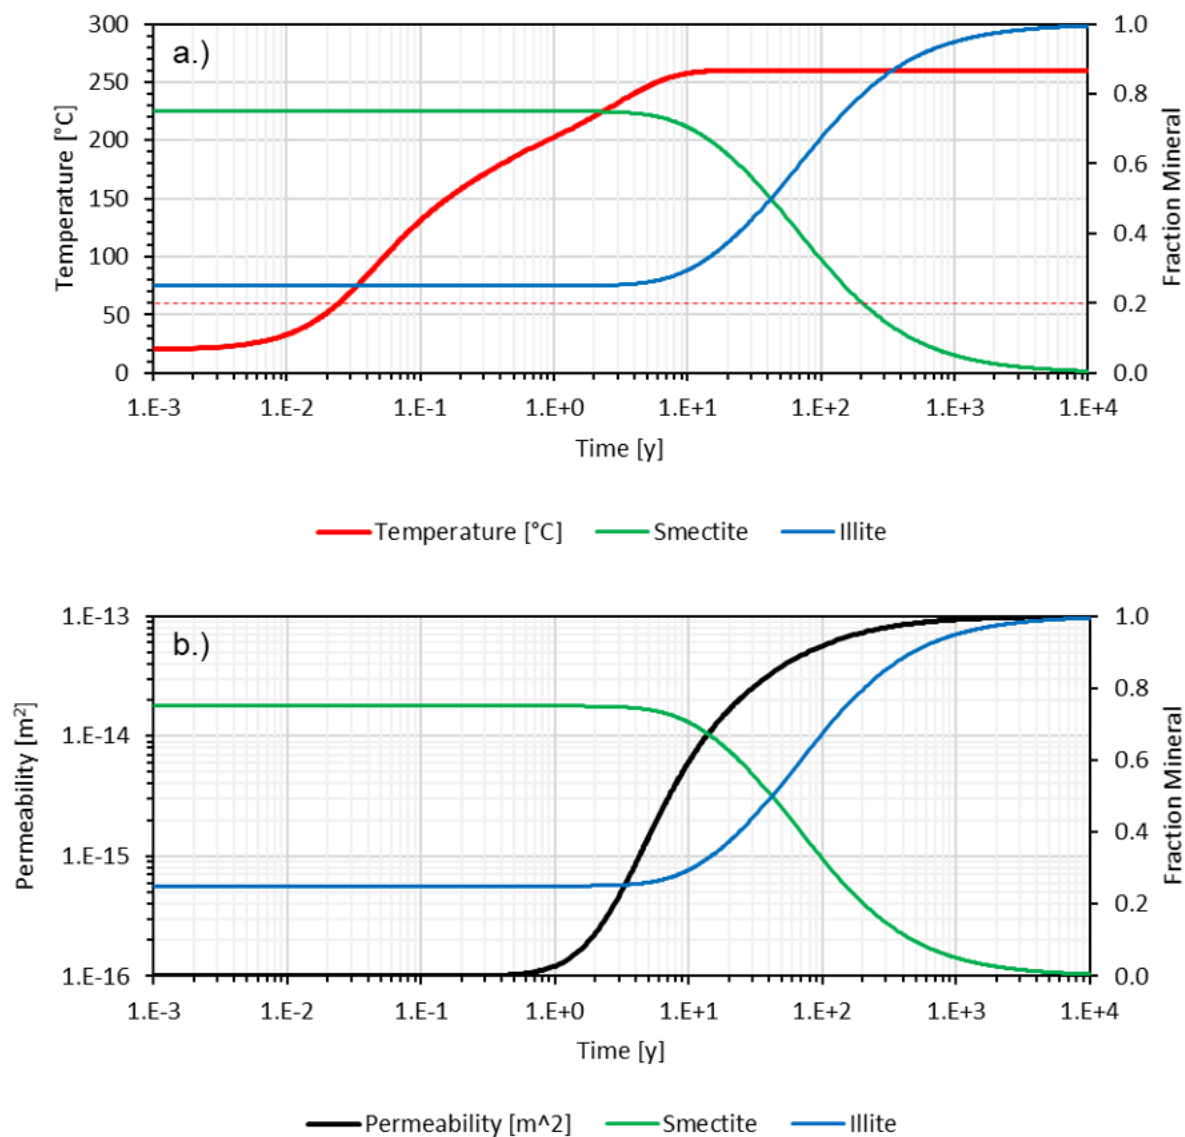 a.)
300
250
200
150
100
50
0
Temperature [°C]
1.0
0.8
0.6
0.4
0.2
0.0
Fraction Mineral
1.E-3 1.E-2 1.E-1 1.E+0 1.E+1 1.E+2 1.E+3 1.E+4
Time [y]
Temperature [°C] Smectite Illite
b.)
1.E-13
1.E-14
1.E-15
1.E-16
Permeability [m²]
1.0
0.8
0.6
0.4
0.2
0.0
Fraction Mineral
1.E-3 1.E-2 1.E-1 1.E+0 1.E+1 1.E+2 1.E+3 1.E+4
Time [y]
Permeability [m^2] Smectite Illite